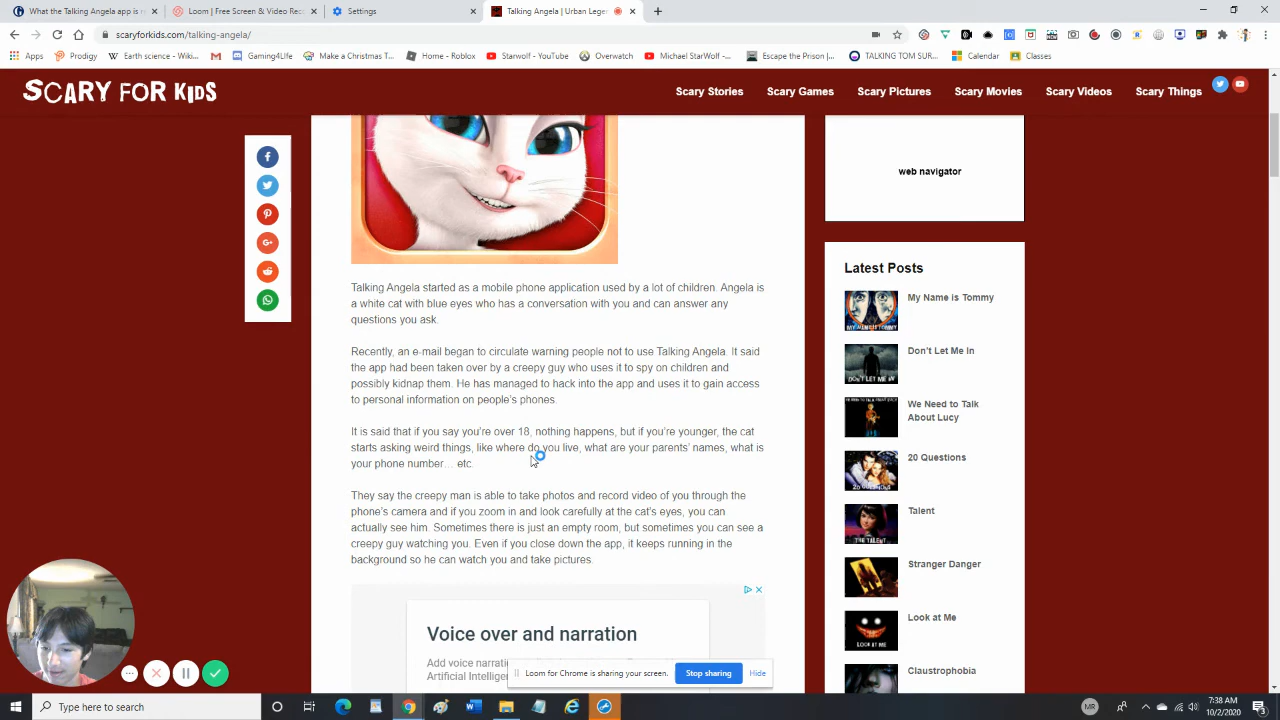 What the Talking Angela app is
Loom | Free Screen & Video Rec
Settings
Talking Angela | Urban Lege
scaryforkids.com/talking-angela/
Apps
Prodigy
Earth science - Wiki...
Gaming4Life
Make a Christmas T...
Home - Roblox
Starwolf - YouTube
Overwatch
Michael StarWolf -...
Escape the Prison |...
TALKING TOM SUR...
Calendar
Classes
SCARY FOR KIDS
Scary Stories
Scary Games
Scary Pictures
Scary Movies
Scary Videos
Scary Things
web navigator
Talking Angela started as a mobile phone application used by a lot of children. Angela is
a white cat with blue eyes who has a conversation with you and can answer any
questions you ask.
Recently, an e-mail began to circulate warning people not to use Talking Angela. It said
the app had been taken over by a creepy guy who uses it to spy on children and
possibly kidnap them. He has managed to hack into the app and uses it to gain access
to personal information on people's phones.
It is said that if you say you're over 18, nothing happens, but if you're younger, the cat
starts asking weird things, like where do you live, what are your parents' names, what is
your phone number… etc.
They say the creepy man is able to take photos and record video of you through the
phone's camera and if you zoom in and look carefully at the cat's eyes, you can
actually see him. Sometimes there is just an empty room, but sometimes you can see a
creepy guy watching you. Even if you close down the app, it keeps running in the
background so he can watch you and take pictures.
Voice over and narration
Add voice narrati
Artificial Intelliger
Latest Posts
My Name is Tommy
MY NAME IS TOMMY
Don't Let Me In
DON'T LET ME IN
We Need to Talk
About Lucy
20 Questions
Talent
THE TALENT
Stranger Danger
Look at Me
LOOK AT ME
Claustrophobia
Loom for Chrome is sharing your screen.
Stop sharing
Hide
Type here to search
MR
7:38 AM
10/2/2020